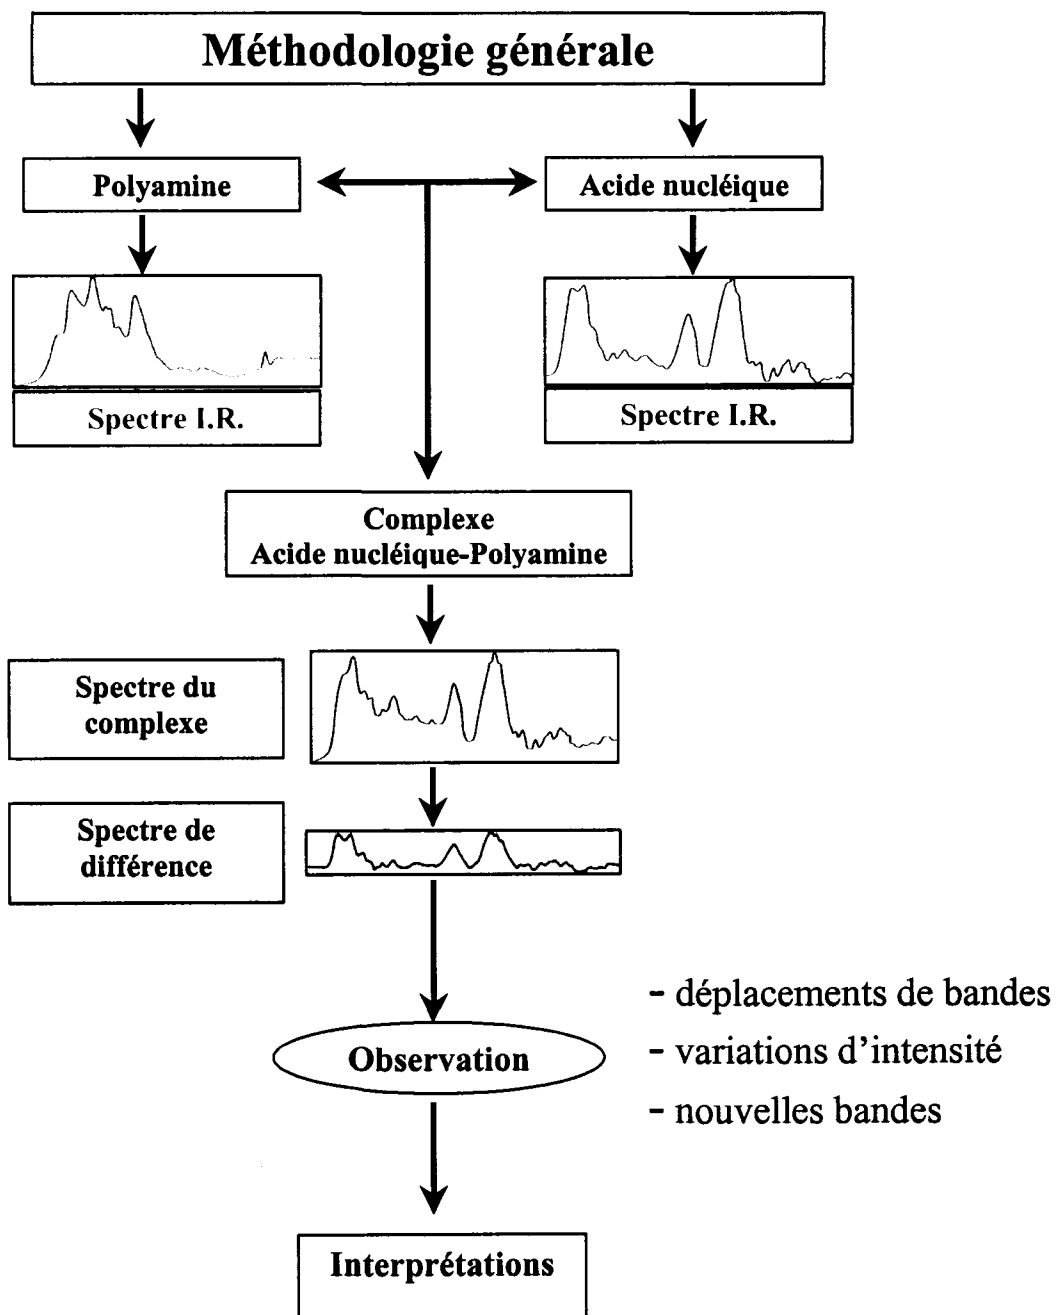 Méthodologie générale
Polyamine
Acide nucléique
Spectre I.R.
Spectre I.R.
Complexe
Acide nucléique-Polyamine
Spectre du
complexe
Spectre de
différence
Observation
- déplacements de bandes
- variations d'intensité
- nouvelles bandes
Interprétations